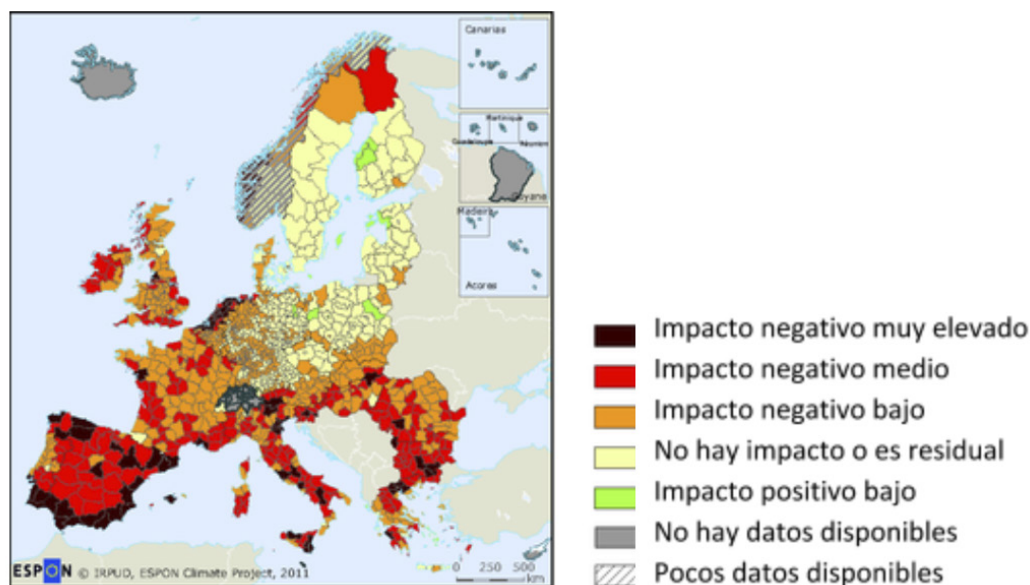 Canarias
Martinique
Guadeloupe
Réunion
Guyane
Madeira
Acores
ESPON © IRPUD, ESPON Climate Project, 2011
0 250 500
km
Impacto negativo muy elevado
Impacto negativo medio
Impacto negativo bajo
No hay impacto o es residual
Impacto positivo bajo
No hay datos disponibles
Pocos datos disponibles